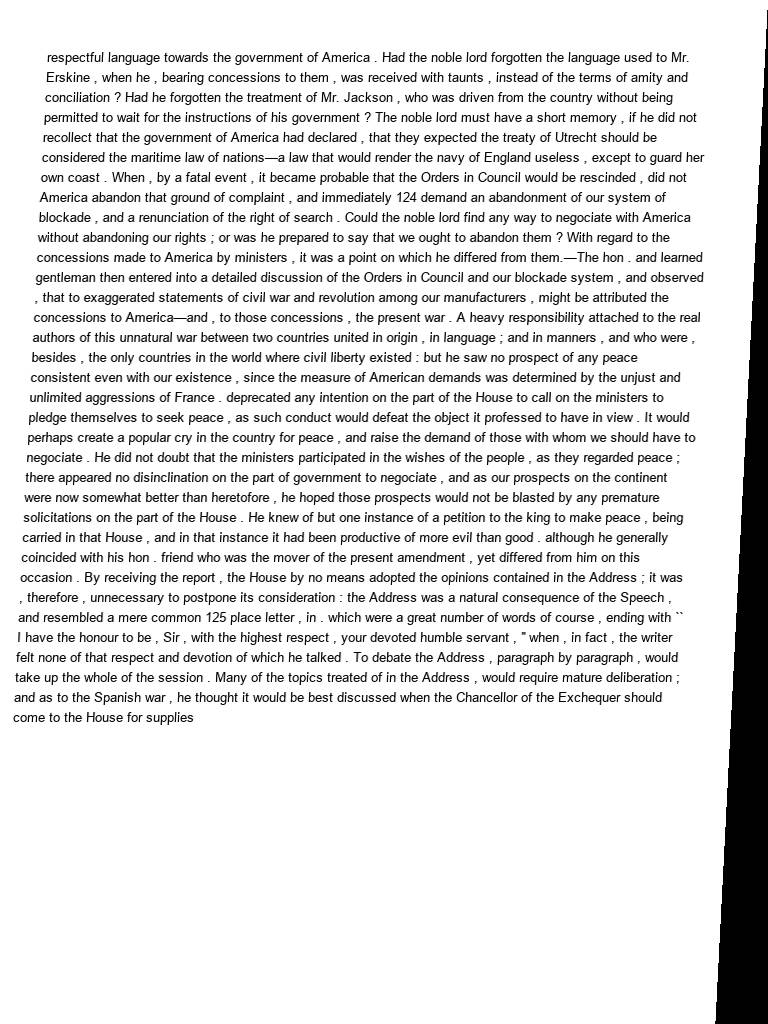 respectful language towards the government of America . Had the noble lord forgotten the language used to Mr.
Erskine , when he , bearing concessions to them , was received with taunts , instead of the terms of amity and
conciliation ? Had he forgotten the treatment of Mr. Jackson , who was driven from the country without being
permitted to wait for the instructions of his government ? The noble lord must have a short memory , if he did not
recollect that the government of America had declared , that they expected the treaty of Utrecht should be
considered the maritime law of nations—a law that would render the navy of England useless , except to guard her
own coast . When , by a fatal event , it became probable that the Orders in Council would be rescinded , did not
America abandon that ground of complaint , and immediately 124 demand an abandonment of our system of
blockade , and a renunciation of the right of search . Could the noble lord find any way to negociate with America
without abandoning our rights ; or was he prepared to say that we ought to abandon them ? With regard to the
concessions made to America by ministers , it was a point on which he differed from them.—The hon . and learned
gentleman then entered into a detailed discussion of the Orders in Council and our blockade system , and observed
, that to exaggerated statements of civil war and revolution among our manufacturers , might be attributed the
concessions to America—and , to those concessions , the present war . A heavy responsibility attached to the real
authors of this unnatural war between two countries united in origin , in language ; and in manners , and who were ,
besides , the only countries in the world where civil liberty existed : but he saw no prospect of any peace
consistent even with our existence , since the measure of American demands was determined by the unjust and
unlimited aggressions of France . deprecated any intention on the part of the House to call on the ministers to
pledge themselves to seek peace , as such conduct would defeat the object it professed to have in view . It would
perhaps create a popular cry in the country for peace , and raise the demand of those with whom we should have to
negociate . He did not doubt that the ministers participated in the wishes of the people , as they regarded peace ;
there appeared no disinclination on the part of government to negociate , and as our prospects on the continent
were now somewhat better than heretofore , he hoped those prospects would not be blasted by any premature
solicitations on the part of the House . He knew of but one instance of a petition to the king to make peace , being
carried in that House , and in that instance it had been productive of more evil than good . although he generally
coincided with his hon . friend who was the mover of the present amendment , yet differed from him on this
occasion . By receiving the report , the House by no means adopted the opinions contained in the Address ; it was
, therefore , unnecessary to postpone its consideration : the Address was a natural consequence of the Speech ,
and resembled a mere common 125 place letter , in . which were a great number of words of course , ending with ``
I have the honour to be , Sir , with the highest respect , your devoted humble servant , " when , in fact , the writer
felt none of that respect and devotion of which he talked . To debate the Address , paragraph by paragraph , would
take up the whole of the session . Many of the topics treated of in the Address , would require mature deliberation ;
and as to the Spanish war , he thought it would be best discussed when the Chancellor of the Exchequer should
come to the House for supplies